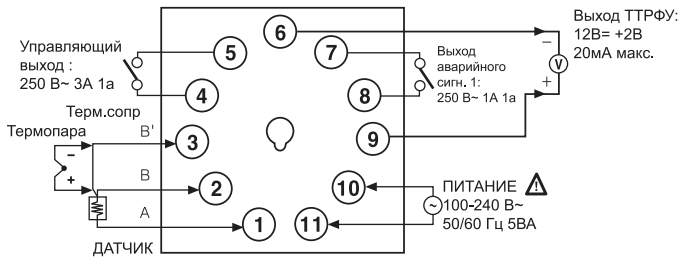 Управляющий
выход :
250 В~ 3А 1а
Терм.сопр
Термопара
B'
B
A
–
+
ДАТЧИК
5
4
3
2
1
6
7
8
9
10
11
Выход
аварийного
сигн. 1:
250 В~ 1А 1а
–
V
+
Выход ТТРФУ:
12В= +2В
20мА макс.
~
ПИТАНИЕ
100-240 В~
50/60 Гц 5ВА